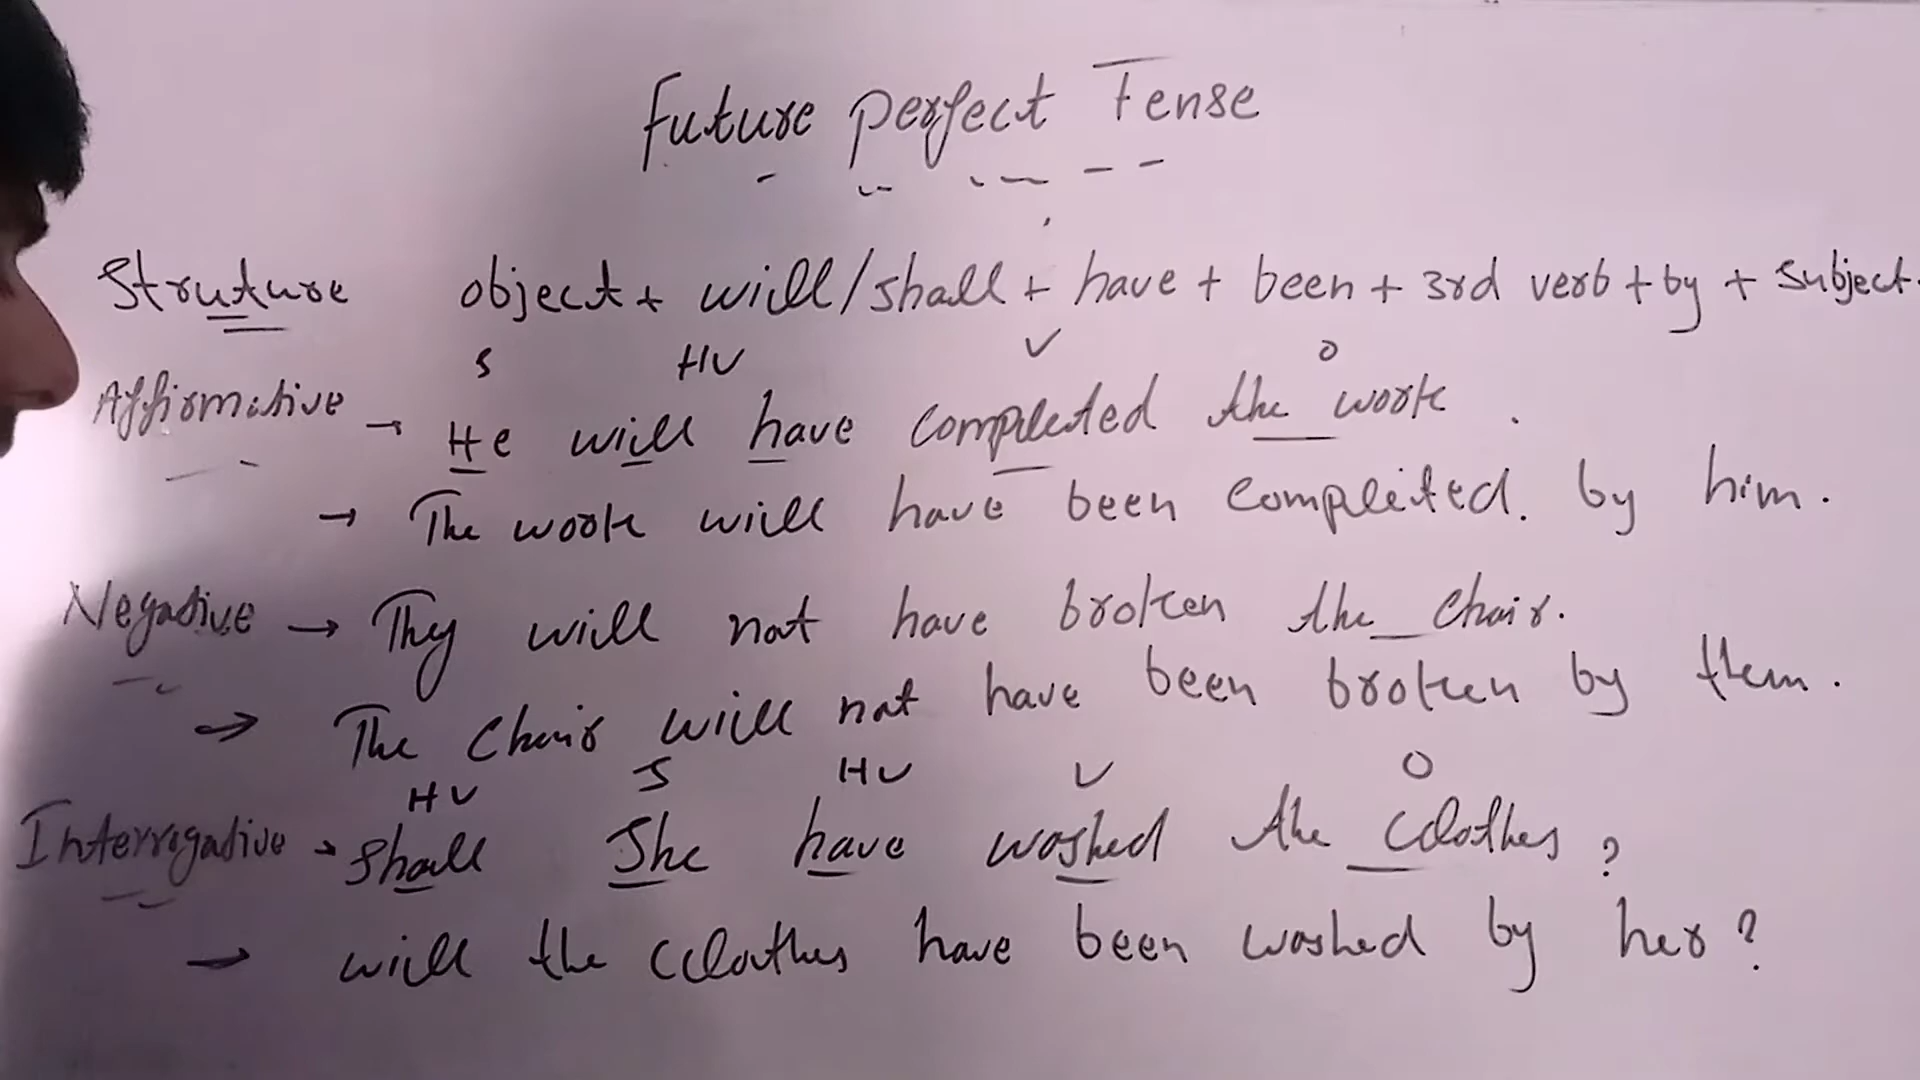 Future perfect Tense
Struture object + will/shall + have + been + 3rd verb + by + Subject.
S HV V O
Affirmative → He will have completed the work.
→ The work will have been compleited. by him.
Negative → They will not have broken the chair.
→ The chair will not have been broken by them.
HV S HV V O
Interrogative → Shall She have washed the Clothes?
→ will the Clothes have been washed by her?